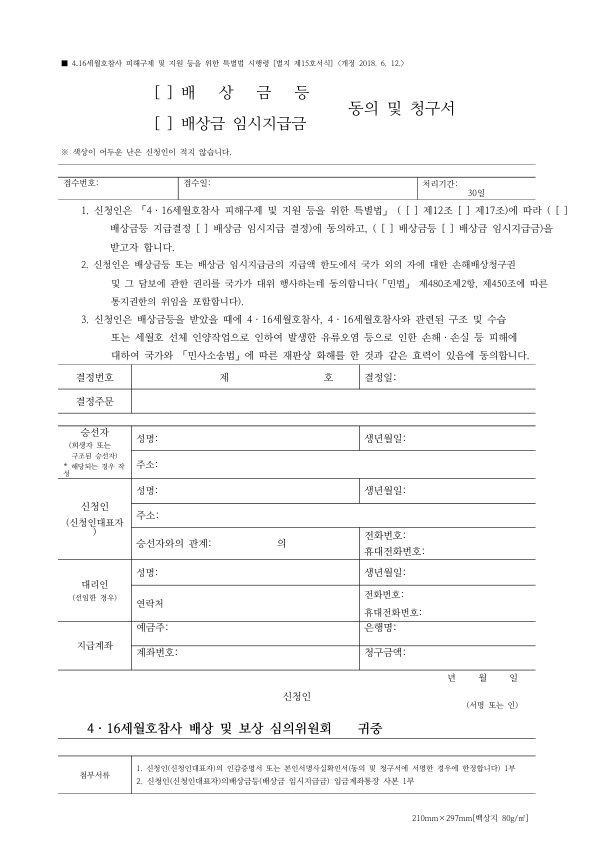 ■ 4.16세월호참사 피해구제 및 지원 등을 위한 특별법 시행령 [별지 제15호서식] 〈개정 2018. 6. 12.〉
[ ] 배 상 금 등
[ ] 배상금 임시지급금
동의 및 청구서
※ 색상이 어두운 난은 신청인이 적지 않습니다.
접수번호: 접수일: 처리기간:
30일
1. 신청인은 「4ㆍ16세월호참사 피해구제 및 지원 등을 위한 특별법」 ( [ ] 제12조 [ ] 제17조)에 따라 ( [ ]
배상금등 지급결정 [ ] 배상금 임시지급 결정)에 동의하고, ( [ ] 배상금등 [ ] 배상금 임시지급금)을
받고자 합니다.
2. 신청인은 배상금등 또는 배상금 임시지급금의 지급액 한도에서 국가 외의 자에 대한 손해배상청구권
및 그 담보에 관한 권리를 국가가 대위 행사하는데 동의합니다(「민법」 제480조제2항, 제450조에 따른
통지권한의 위임을 포함합니다).
3. 신청인은 배상금등을 받았을 때에 4ㆍ16세월호참사, 4ㆍ16세월호참사와 관련된 구조 및 수습
또는 세월호 선체 인양작업으로 인하여 발생한 유류오염 등으로 인한 손해ㆍ손실 등 피해에
대하여 국가와 「민사소송법」에 따른 재판상 화해를 한 것과 같은 효력이 있음에 동의합니다.
결정번호 제 호 결정일:
결정주문
승선자
(희생자 또는
구조된 승선자)
* 해당되는 경우 작
성
성명: 생년월일:
주소:
신청인
(신청인대표자
)
성명: 생년월일:
주소:
승선자와의 관계: 의
전화번호:
휴대전화번호:
대리인
(선임한 경우)
성명: 생년월일:
연락처
전화번호:
휴대전화번호:
지급계좌
예금주: 은행명:
계좌번호: 청구금액:
년 월 일
신청인
(서명 또는 인)
4ㆍ16세월호참사 배상 및 보상 심의위원회 귀중
첨부서류
1. 신청인(신청인대표자)의 인감증명서 또는 본인서명사실확인서(동의 및 청구서에 서명한 경우에 한정합니다) 1부
2. 신청인(신청인대표자)의배상금등(배상금 임시지급금) 입금계좌통장 사본 1부
210mm×297mm[백상지 80g/㎡]